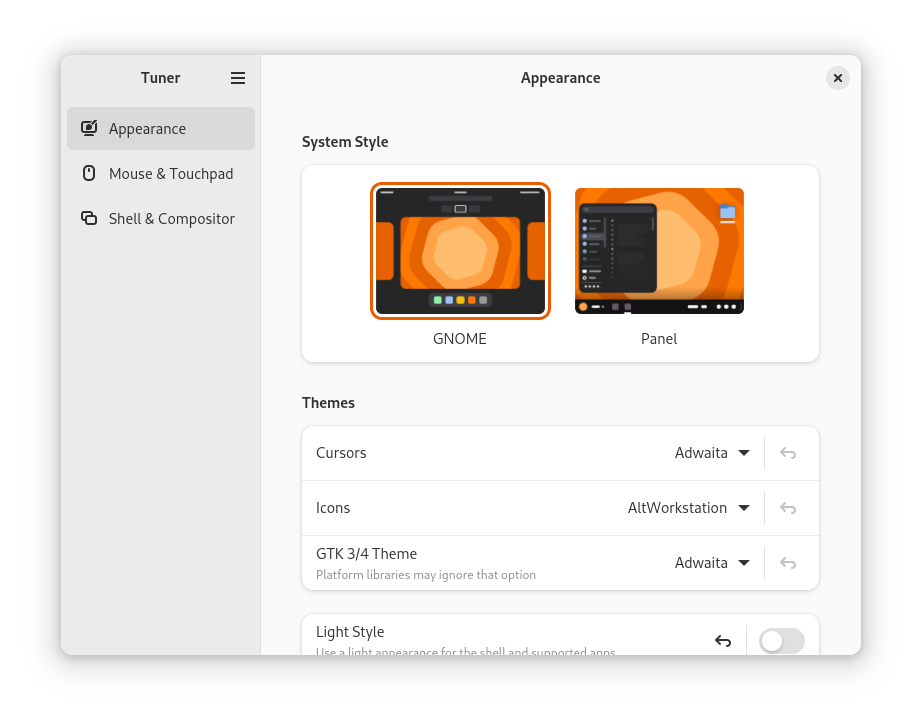 Tuner
Appearance
Mouse & Touchpad
Shell & Compositor
Appearance
System Style
GNOME
Panel
Themes
Cursors
Adwaita
Icons
AltWorkstation
GTK 3/4 Theme
Platform libraries may ignore that option
Adwaita
Light Style
Use a light appearance for the shell and supported apps